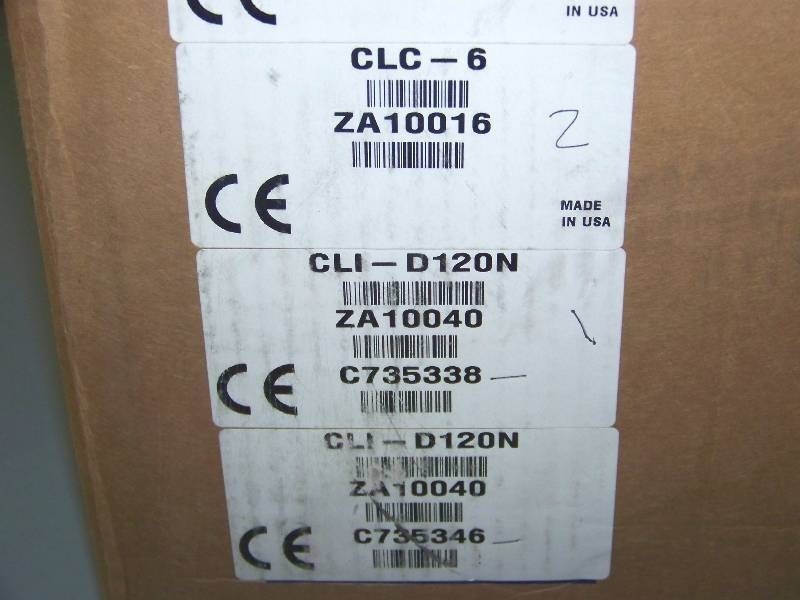 CE
IN USA
CLC-6
ZA10016
2
CE
MADE
IN USA
CLI-D120N
ZA10040
C735338
CE
CLI-D120N
ZA10040
C735346
CE